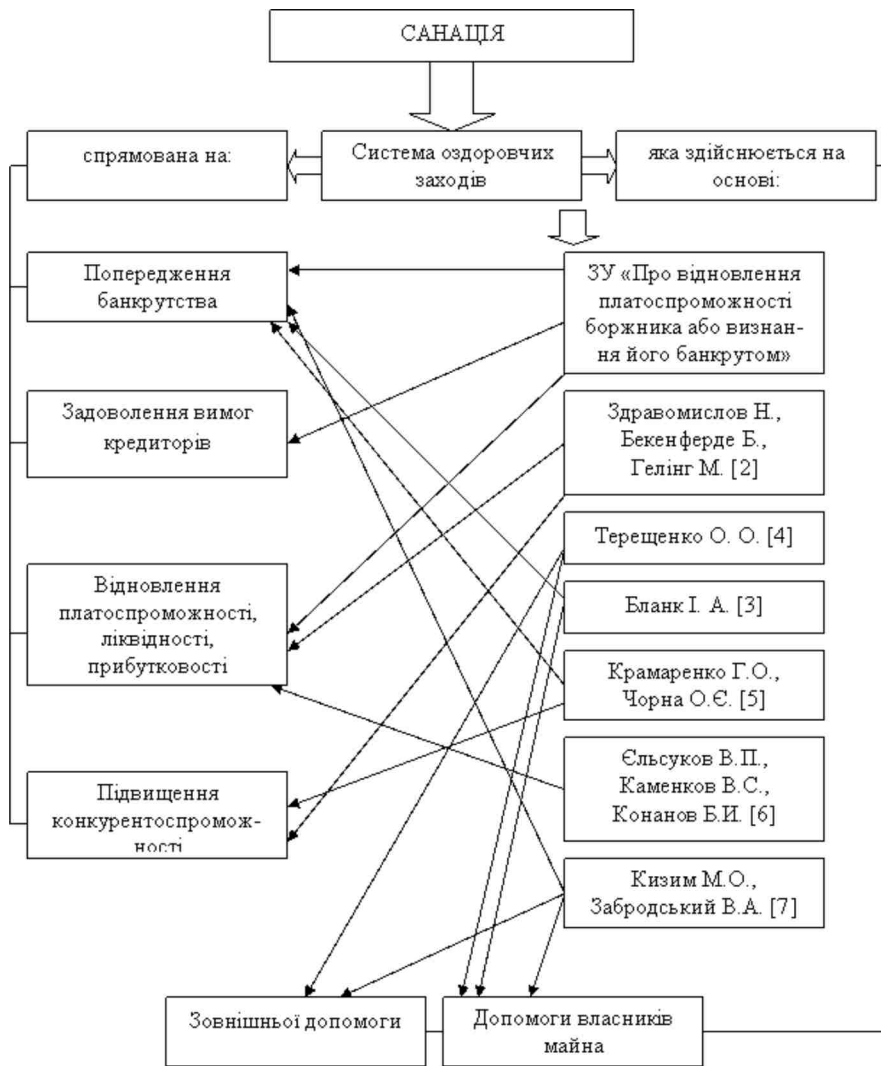 САНАЦІЯ
спрямована на:
Система оздоровчих
заходів
яка здійснюється на
основі:
Попередження
банкрутства
Задоволення вимог
кредиторів
Відновлення
платоспроможності,
ліквідності,
прибутковості
Підвищення
конкурентоспромож-
ності
ЗУ «Про відновлення
платоспроможності
боржника або визнан-
ня його банкрутом»
Здравомислов Н.,
Бекенферде Б.,
Гелінг М. [2]
Терещенко О. О. [4]
Бланк І. А. [3]
Крамаренко Г.О.,
Чорна О.Є. [5]
Єльсуков В.П.,
Каменков В.С.,
Конанов Б.И. [6]
Кизим М.О.,
Забродський В.А. [7]
Зовнішньої допомоги
Допомоги власників
майна